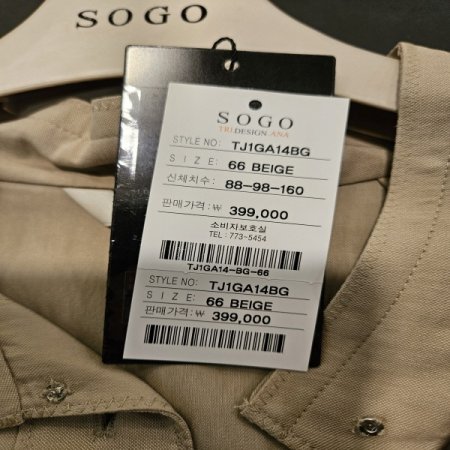 SOGO
SOGO
TRI.DESIGN.ANA
STYLE NO: TJ1GA14BG
SIZE: 66 BEIGE
신체치수: 88-98-160
판매가격:₩ 399,000
소비자보호실
TEL : 773-5454
TJ1GA14-BG-66
STYLE NO: TJ1GA14BG
SIZE: 66 BEIGE
판매가격:₩ 399,000